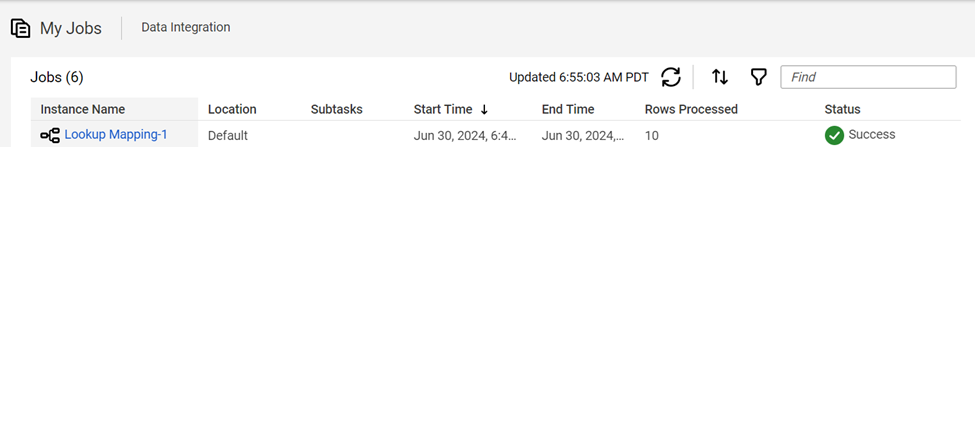 My Jobs Data Integration
Jobs (6) Updated 6:55:03 AM PDT Find
Instance Name Location Subtasks Start Time End Time Rows Processed Status
Lookup Mapping-1 Default Jun 30, 2024, 6:4... Jun 30, 2024,... 10 Success